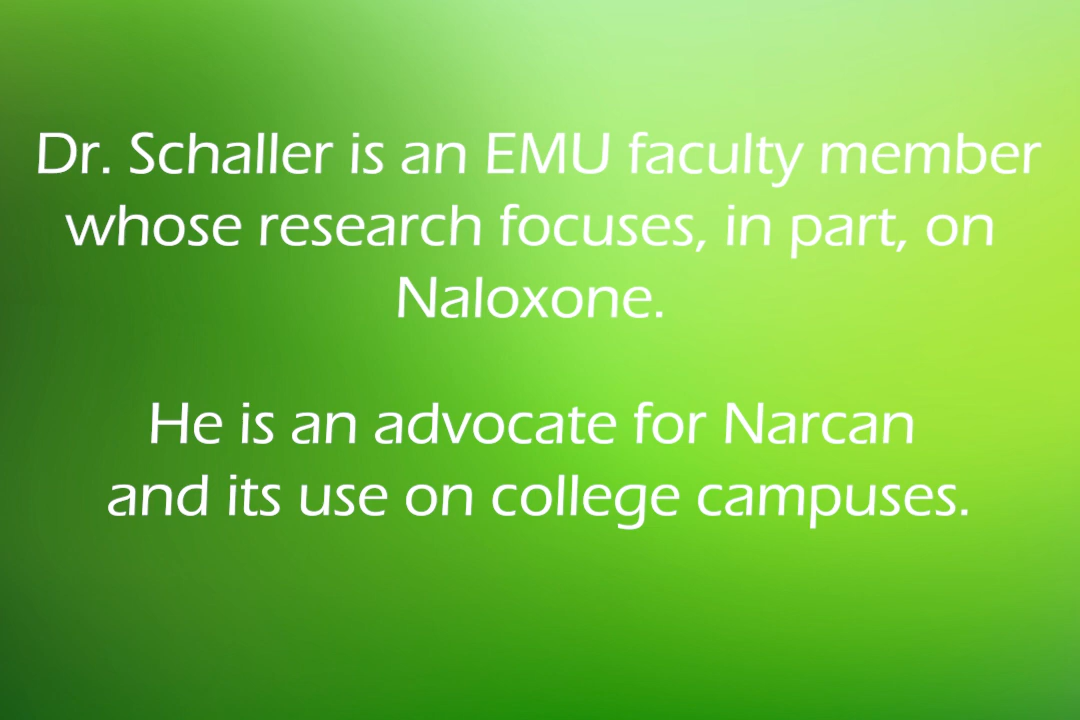 Dr. Schaller is an EMU faculty member
whose research focuses, in part, on
Naloxone.
He is an advocate for Narcan
and its use on college campuses.